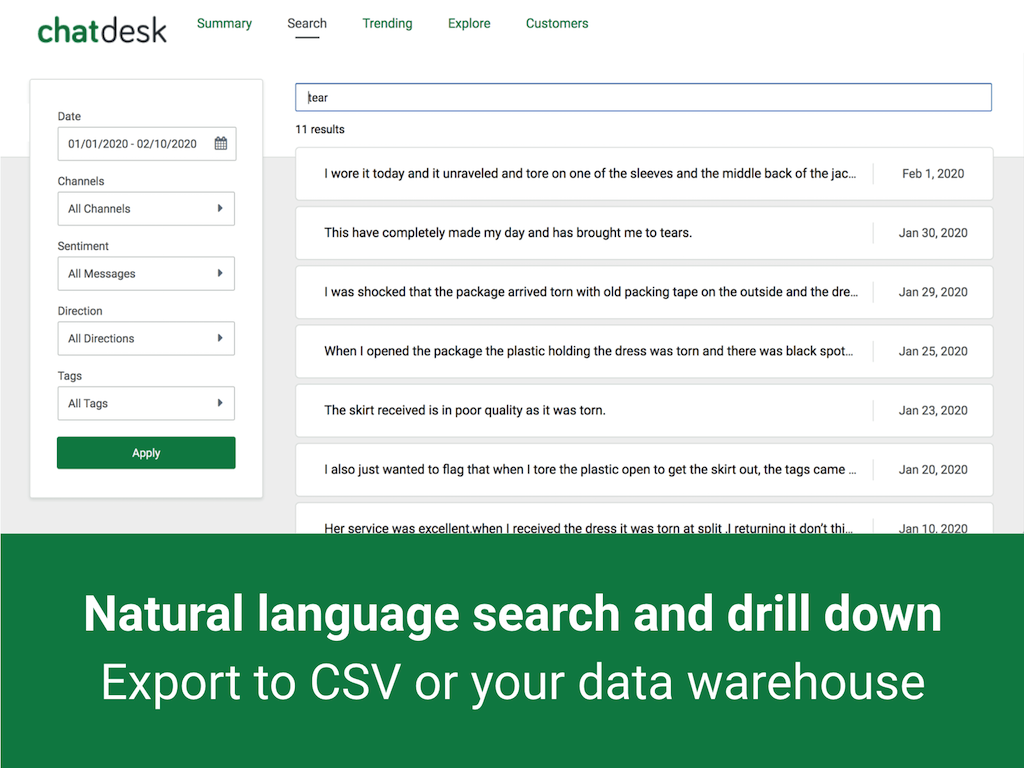 chatdesk
Summary
Search
Trending
Explore
Customers
Date
01/01/2020 - 02/10/2020
Channels
All Channels
Sentiment
All Messages
Direction
All Directions
Tags
All Tags
Apply
tear
11 results
I wore it today and it unraveled and tore on one of the sleeves and the middle back of the jac... Feb 1, 2020
This have completely made my day and has brought me to tears. Jan 30, 2020
I was shocked that the package arrived torn with old packing tape on the outside and the dre... Jan 29, 2020
When I opened the package the plastic holding the dress was torn and there was black spot... Jan 25, 2020
The skirt received is in poor quality as it was torn. Jan 23, 2020
I also just wanted to flag that when I tore the plastic open to get the skirt out, the tags came ... Jan 20, 2020
Her service was excellent,when I received the dress it was torn at split .I returning it don't thi... Jan 10, 2020
Natural language search and drill down
Export to CSV or your data warehouse